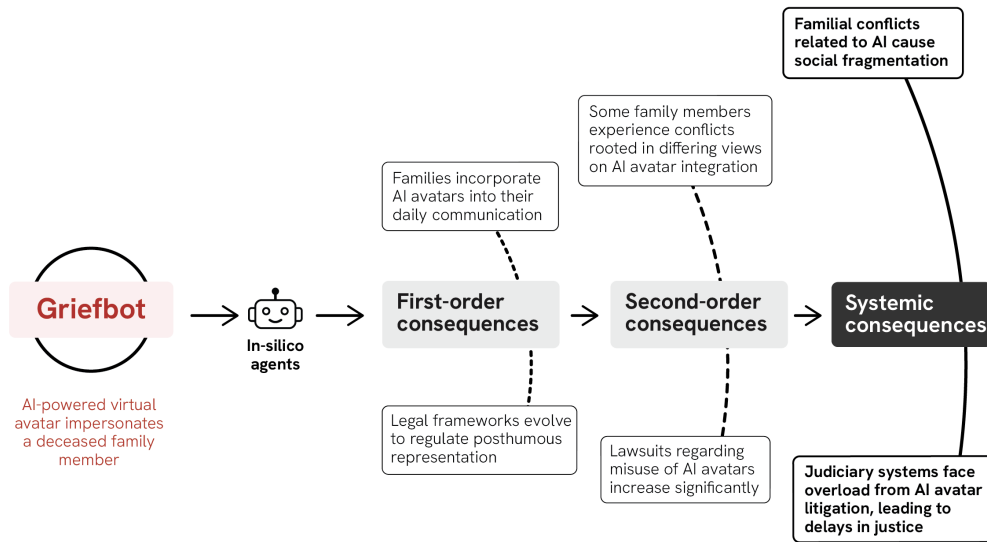 Familial conflicts
related to AI cause
social fragmentation
Some family members
experience conflicts
rooted in differing views
on AI avatar integration
Families incorporate
AI avatars into their
daily communication
Griefbot
In-silico
agents
First-order
consequences
Second-order
consequences
Systemic
consequences
AI-powered virtual
avatar impersonates
a deceased family
member
Legal frameworks evolve
to regulate posthumous
representation
Lawsuits regarding
misuse of AI avatars
increase significantly
Judiciary systems face
overload from AI avatar
litigation, leading to
delays in justice